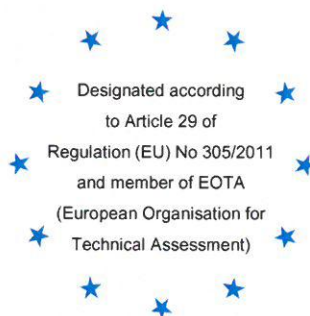 Designated according
to Article 29 of
Regulation (EU) No 305/2011
and member of EOTA
(European Organisation for
Technical Assessment)